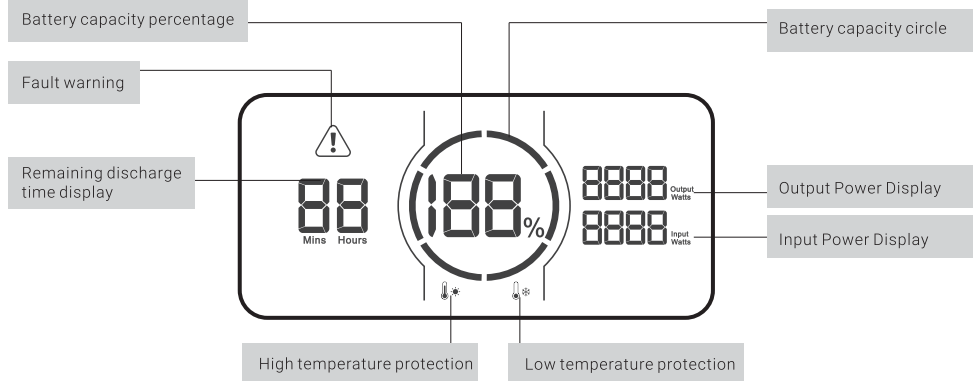 Battery capacity percentage
Battery capacity circle
Fault warning
Remaining discharge
time display
88
Mins Hours
188%
8888 Output
Watts
8888 Input
Watts
Output Power Display
Input Power Display
High temperature protection
Low temperature protection